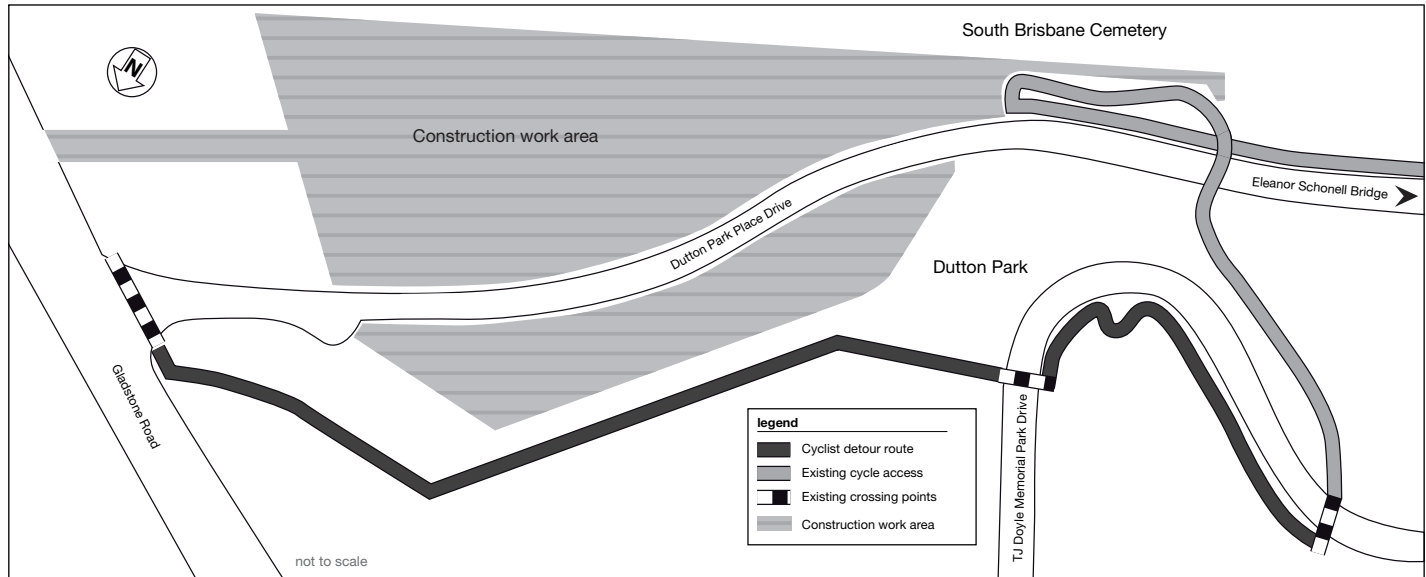 South Brisbane Cemetery
N
Construction work area
Eleanor Schonell Bridge
Dutton Park Place Drive
Dutton Park
Gladstone Road
TJ Doyle Memorial Park Drive
legend
Cyclist detour route
Existing cycle access
Existing crossing points
Construction work area
not to scale